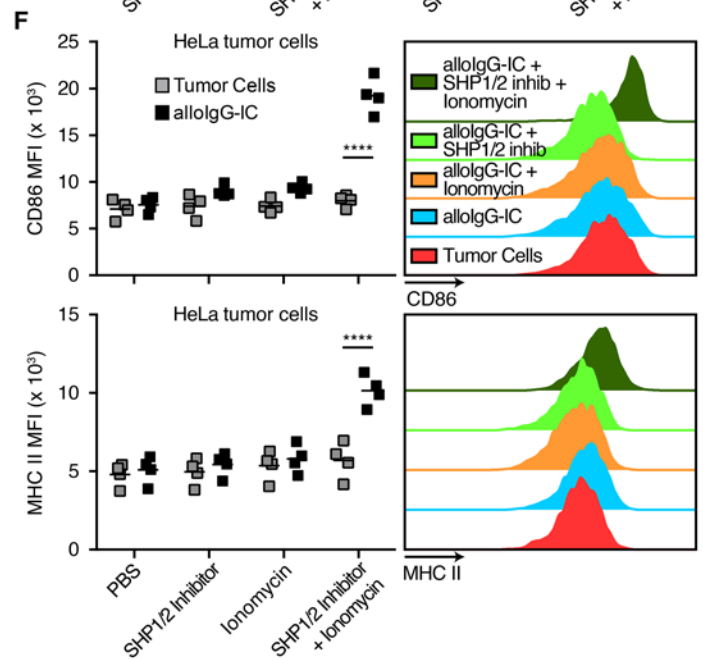 F
HeLa tumor cells
Tumor Cells
alloIgG-IC
25
20
15
10
5
0
CD86 MFI (x 10³)
****
alloIgG-IC +
SHP1/2 inhib +
Ionomycin
alloIgG-IC +
SHP1/2 inhib
alloIgG-IC +
Ionomycin
alloIgG-IC
Tumor Cells
CD86
HeLa tumor cells
15
10
5
0
MHC II MFI (x 10³)
****
PBS
SHP1/2 Inhibitor
Ionomycin
SHP1/2 Inhibitor
+ Ionomycin
MHC II